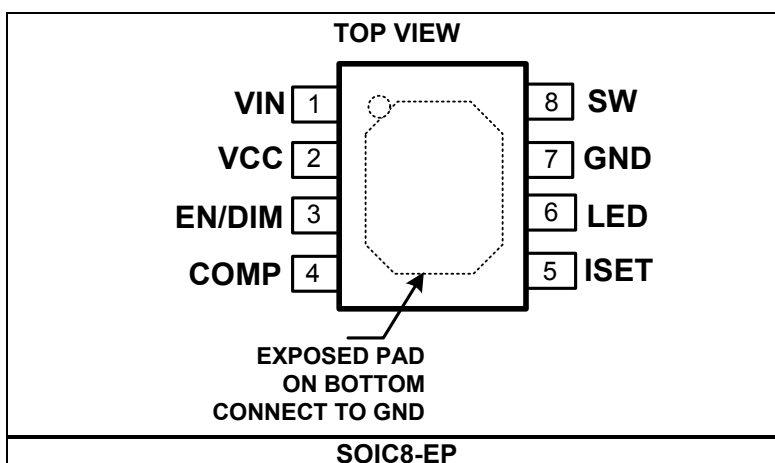 TOP VIEW
VIN 1
8 SW
VCC 2
7 GND
EN/DIM 3
6 LED
COMP 4
5 ISET
EXPOSED PAD
ON BOTTOM
CONNECT TO GND
SOIC8-EP